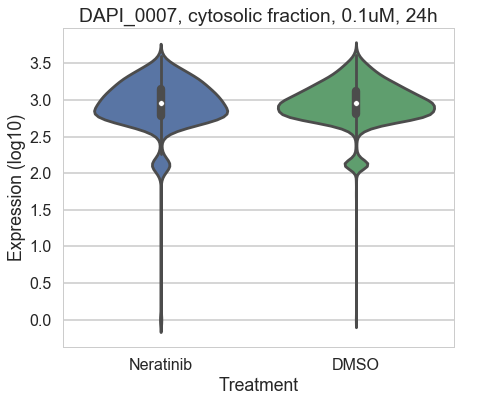 DAPI_0007, cytosolic fraction, 0.1uM, 24h
Expression (log10)
3.5
3.0
2.5
2.0
1.5
1.0
0.5
0.0
Neratinib DMSO
Treatment